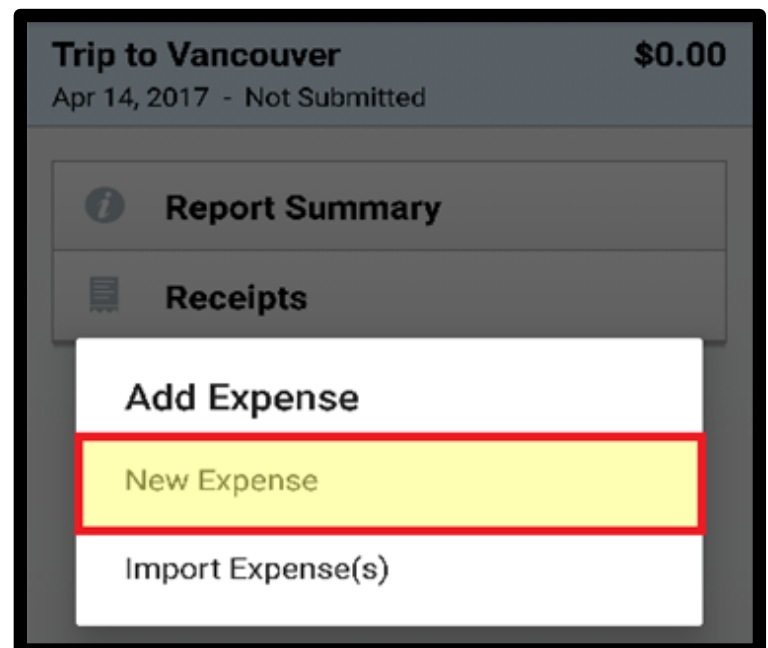 Trip to Vancouver $0.00
Apr 14, 2017 - Not Submitted
Report Summary
Receipts
Add Expense
New Expense
Import Expense(s)